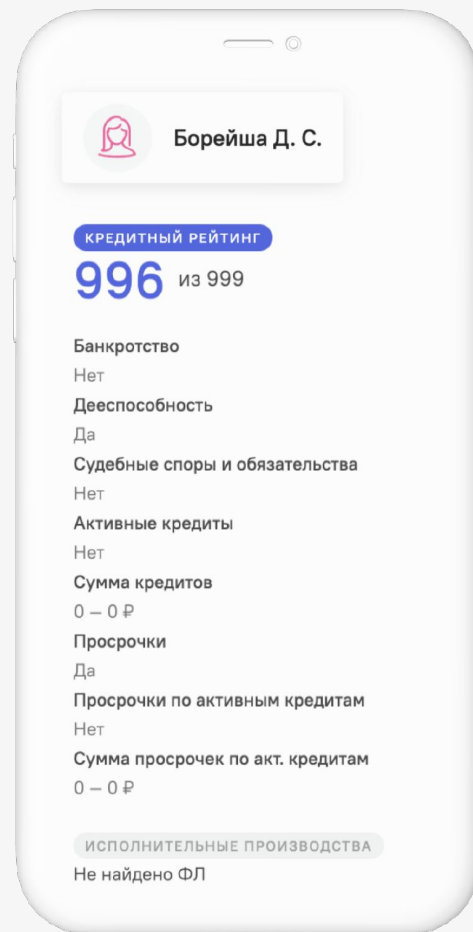 Борейша Д. С.
КРЕДИТНЫЙ РЕЙТИНГ
996 из 999
Банкротство
Нет
Дееспособность
Да
Судебные споры и обязательства
Нет
Активные кредиты
Нет
Сумма кредитов
0 – 0 ₽
Просрочки
Да
Просрочки по активным кредитам
Нет
Сумма просрочек по акт. кредитам
0 – 0 ₽
ИСПОЛНИТЕЛЬНЫЕ ПРОИЗВОДСТВА
Не найдено ФЛ